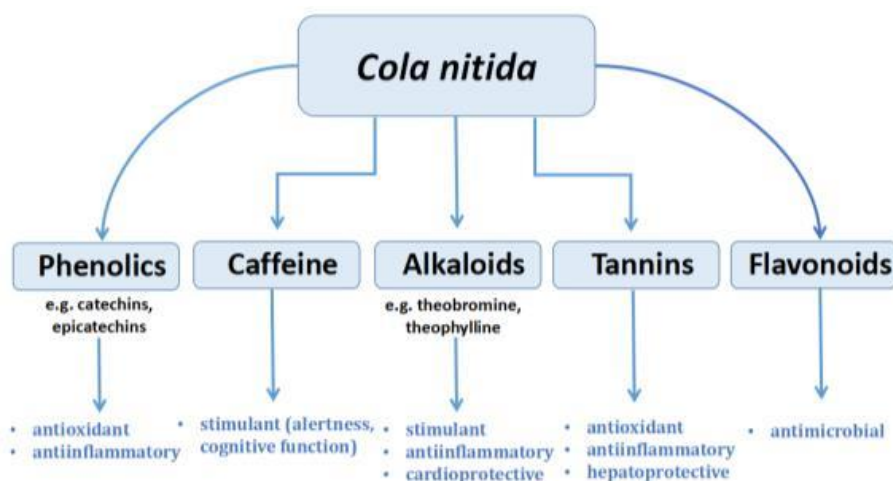 Cola nitida
Phenolics
e.g. catechins,
epicatechins
• antioxidant
• antiinflammatory
Caffeine
• stimulant (alertness,
cognitive function)
Alkaloids
e.g. theobromine,
theophylline
• stimulant
• antiinflammatory
• cardioprotective
Tannins
• antioxidant
• antiinflammatory
• hepatoprotective
Flavonoids
• antimicrobial